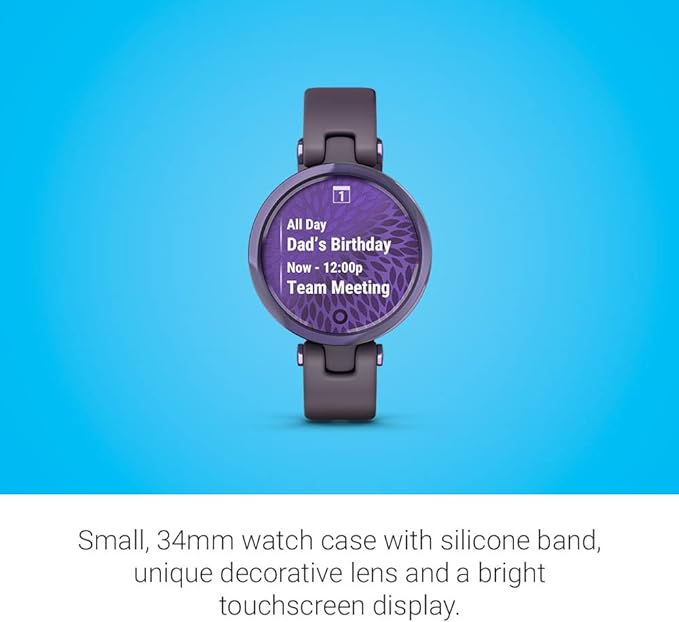 1
All Day
Dad's Birthday
Now - 12:00p
Team Meeting
Small, 34mm watch case with silicone band,
unique decorative lens and a bright
touchscreen display.